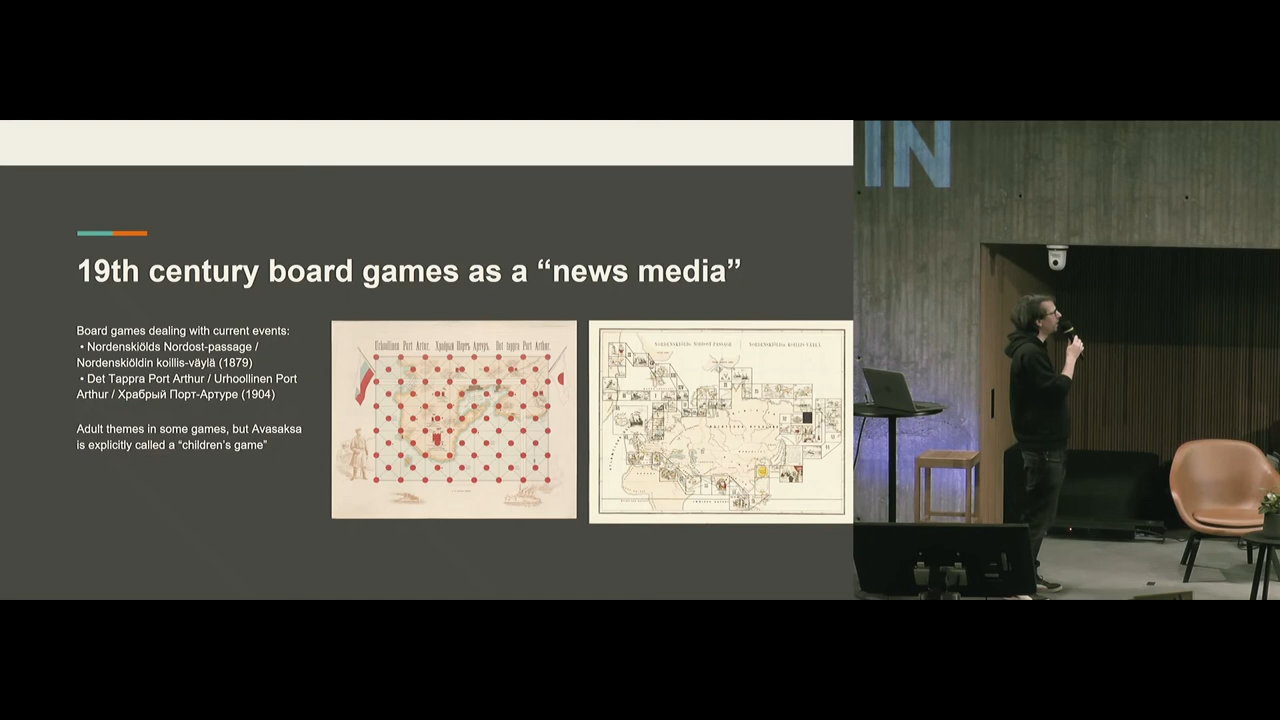 IN
19th century board games as a “news media”
Board games dealing with current events:
• Nordenskiölds Nordost-passage /
Nordenskiöldin koillis-väylä (1879)
• Det Tappra Port Arthur / Urhoollinen Port
Arthur / Храбрый Порт-Артуре (1904)
Adult themes in some games, but Avasaksa
is explicitly called a “children’s game”
Urhoollinen Port Artur. Храбрый Портъ Артуръ. Det tappra Port Arthur.
NORDENSKIÖLDS NORDOST-PASSAGE NORDENSKIÖLDIN KOILIS-VÄYLÄ